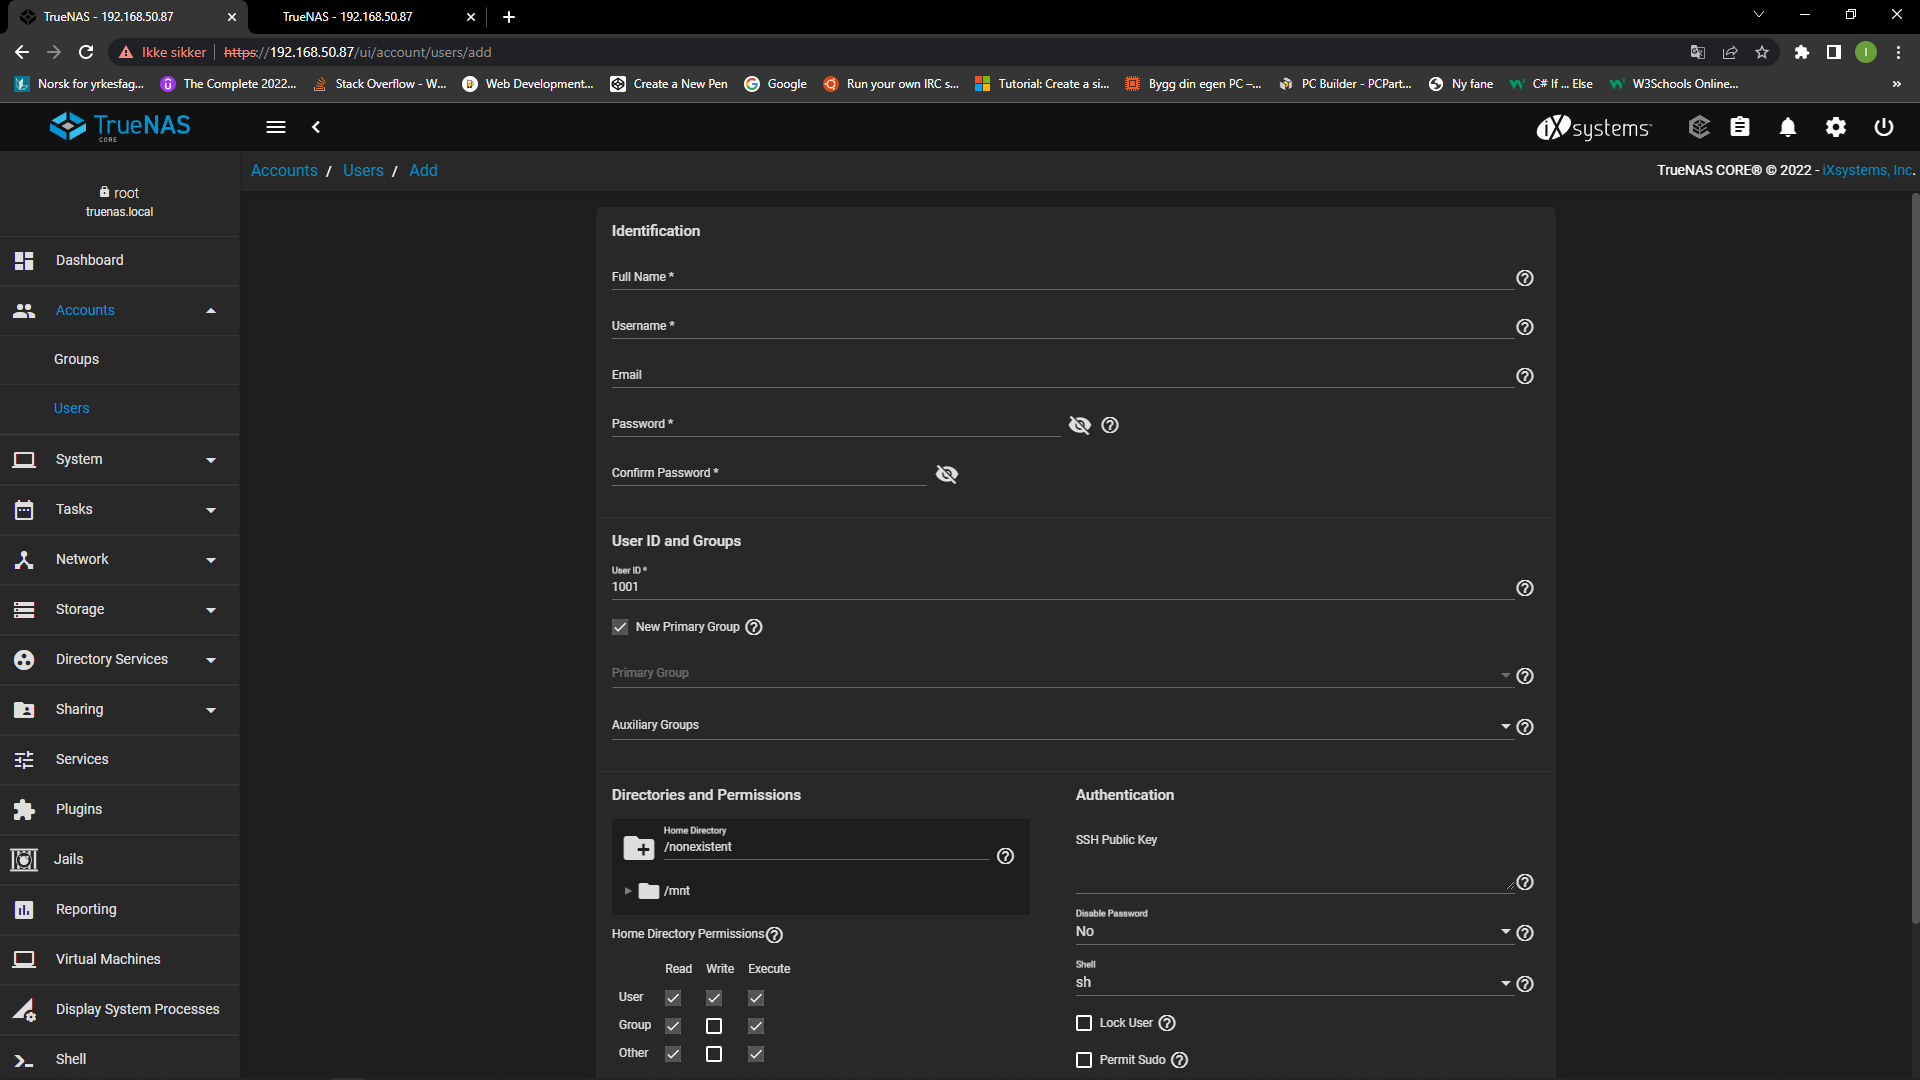 TrueNAS - 192.168.50.87
TrueNAS - 192.168.50.87
Ikke sikker
https://192.168.50.87/ui/account/users/add
I
Norsk for yrkesfag...
The Complete 2022...
Stack Overflow - W...
Web Development...
Create a New Pen
Google
Run your own IRC s...
Tutorial: Create a si...
Bygg din egen PC –...
PC Builder - PCPart...
Ny fane
C# If ... Else
W3Schools Online...
TrueNAS
CORE
iXsystems
Accounts / Users / Add
TrueNAS CORE® © 2022 - iXsystems, Inc.
root
truenas.local
Dashboard
Accounts
Groups
Users
System
Tasks
Network
Storage
Directory Services
Sharing
Services
Plugins
Jails
Reporting
Virtual Machines
Display System Processes
Shell
Identification
Full Name *
Username *
Email
Password *
Confirm Password *
User ID and Groups
User ID *
1001
New Primary Group
Primary Group
Auxiliary Groups
Directories and Permissions
Home Directory
/nonexistent
/mnt
Home Directory Permissions
Read Write Execute
User
Group
Other
Authentication
SSH Public Key
Disable Password
No
Shell
sh
Lock User
Permit Sudo